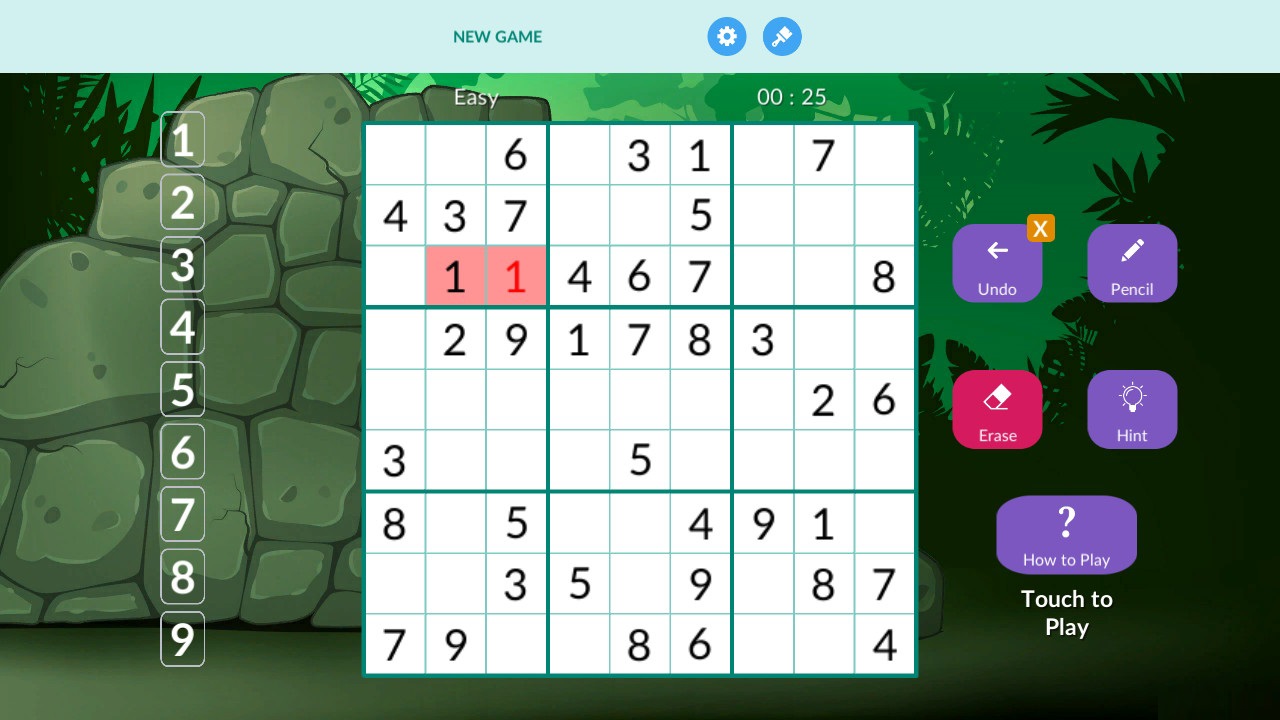 NEW GAME
Easy 00 : 25
1
2
3
4
5
6
7
8
9
6 3 1 7
4 3 7 5
1 1 4 6 7 8
2 9 1 7 8 3
2 6
3 5
8 5 4 9 1
3 5 9 8 7
7 9 8 6 4
X
Undo
Pencil
Erase
Hint
?
How to Play
Touch to
Play